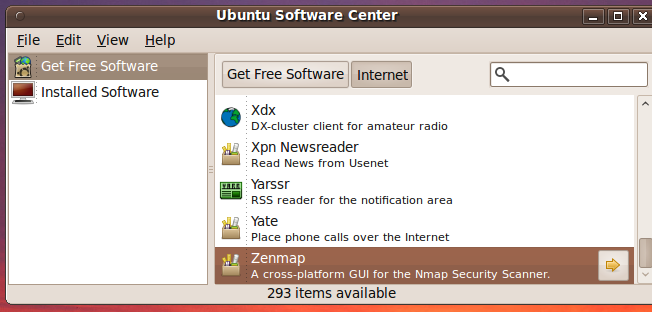 Ubuntu Software Center
File Edit View Help
Get Free Software
Installed Software
Get Free Software Internet
Xdx
DX-cluster client for amateur radio
Xpn Newsreader
Read News from Usenet
Yarssr
RSS reader for the notification area
Yate
Place phone calls over the Internet
Zenmap
A cross-platform GUI for the Nmap Security Scanner.
293 items available